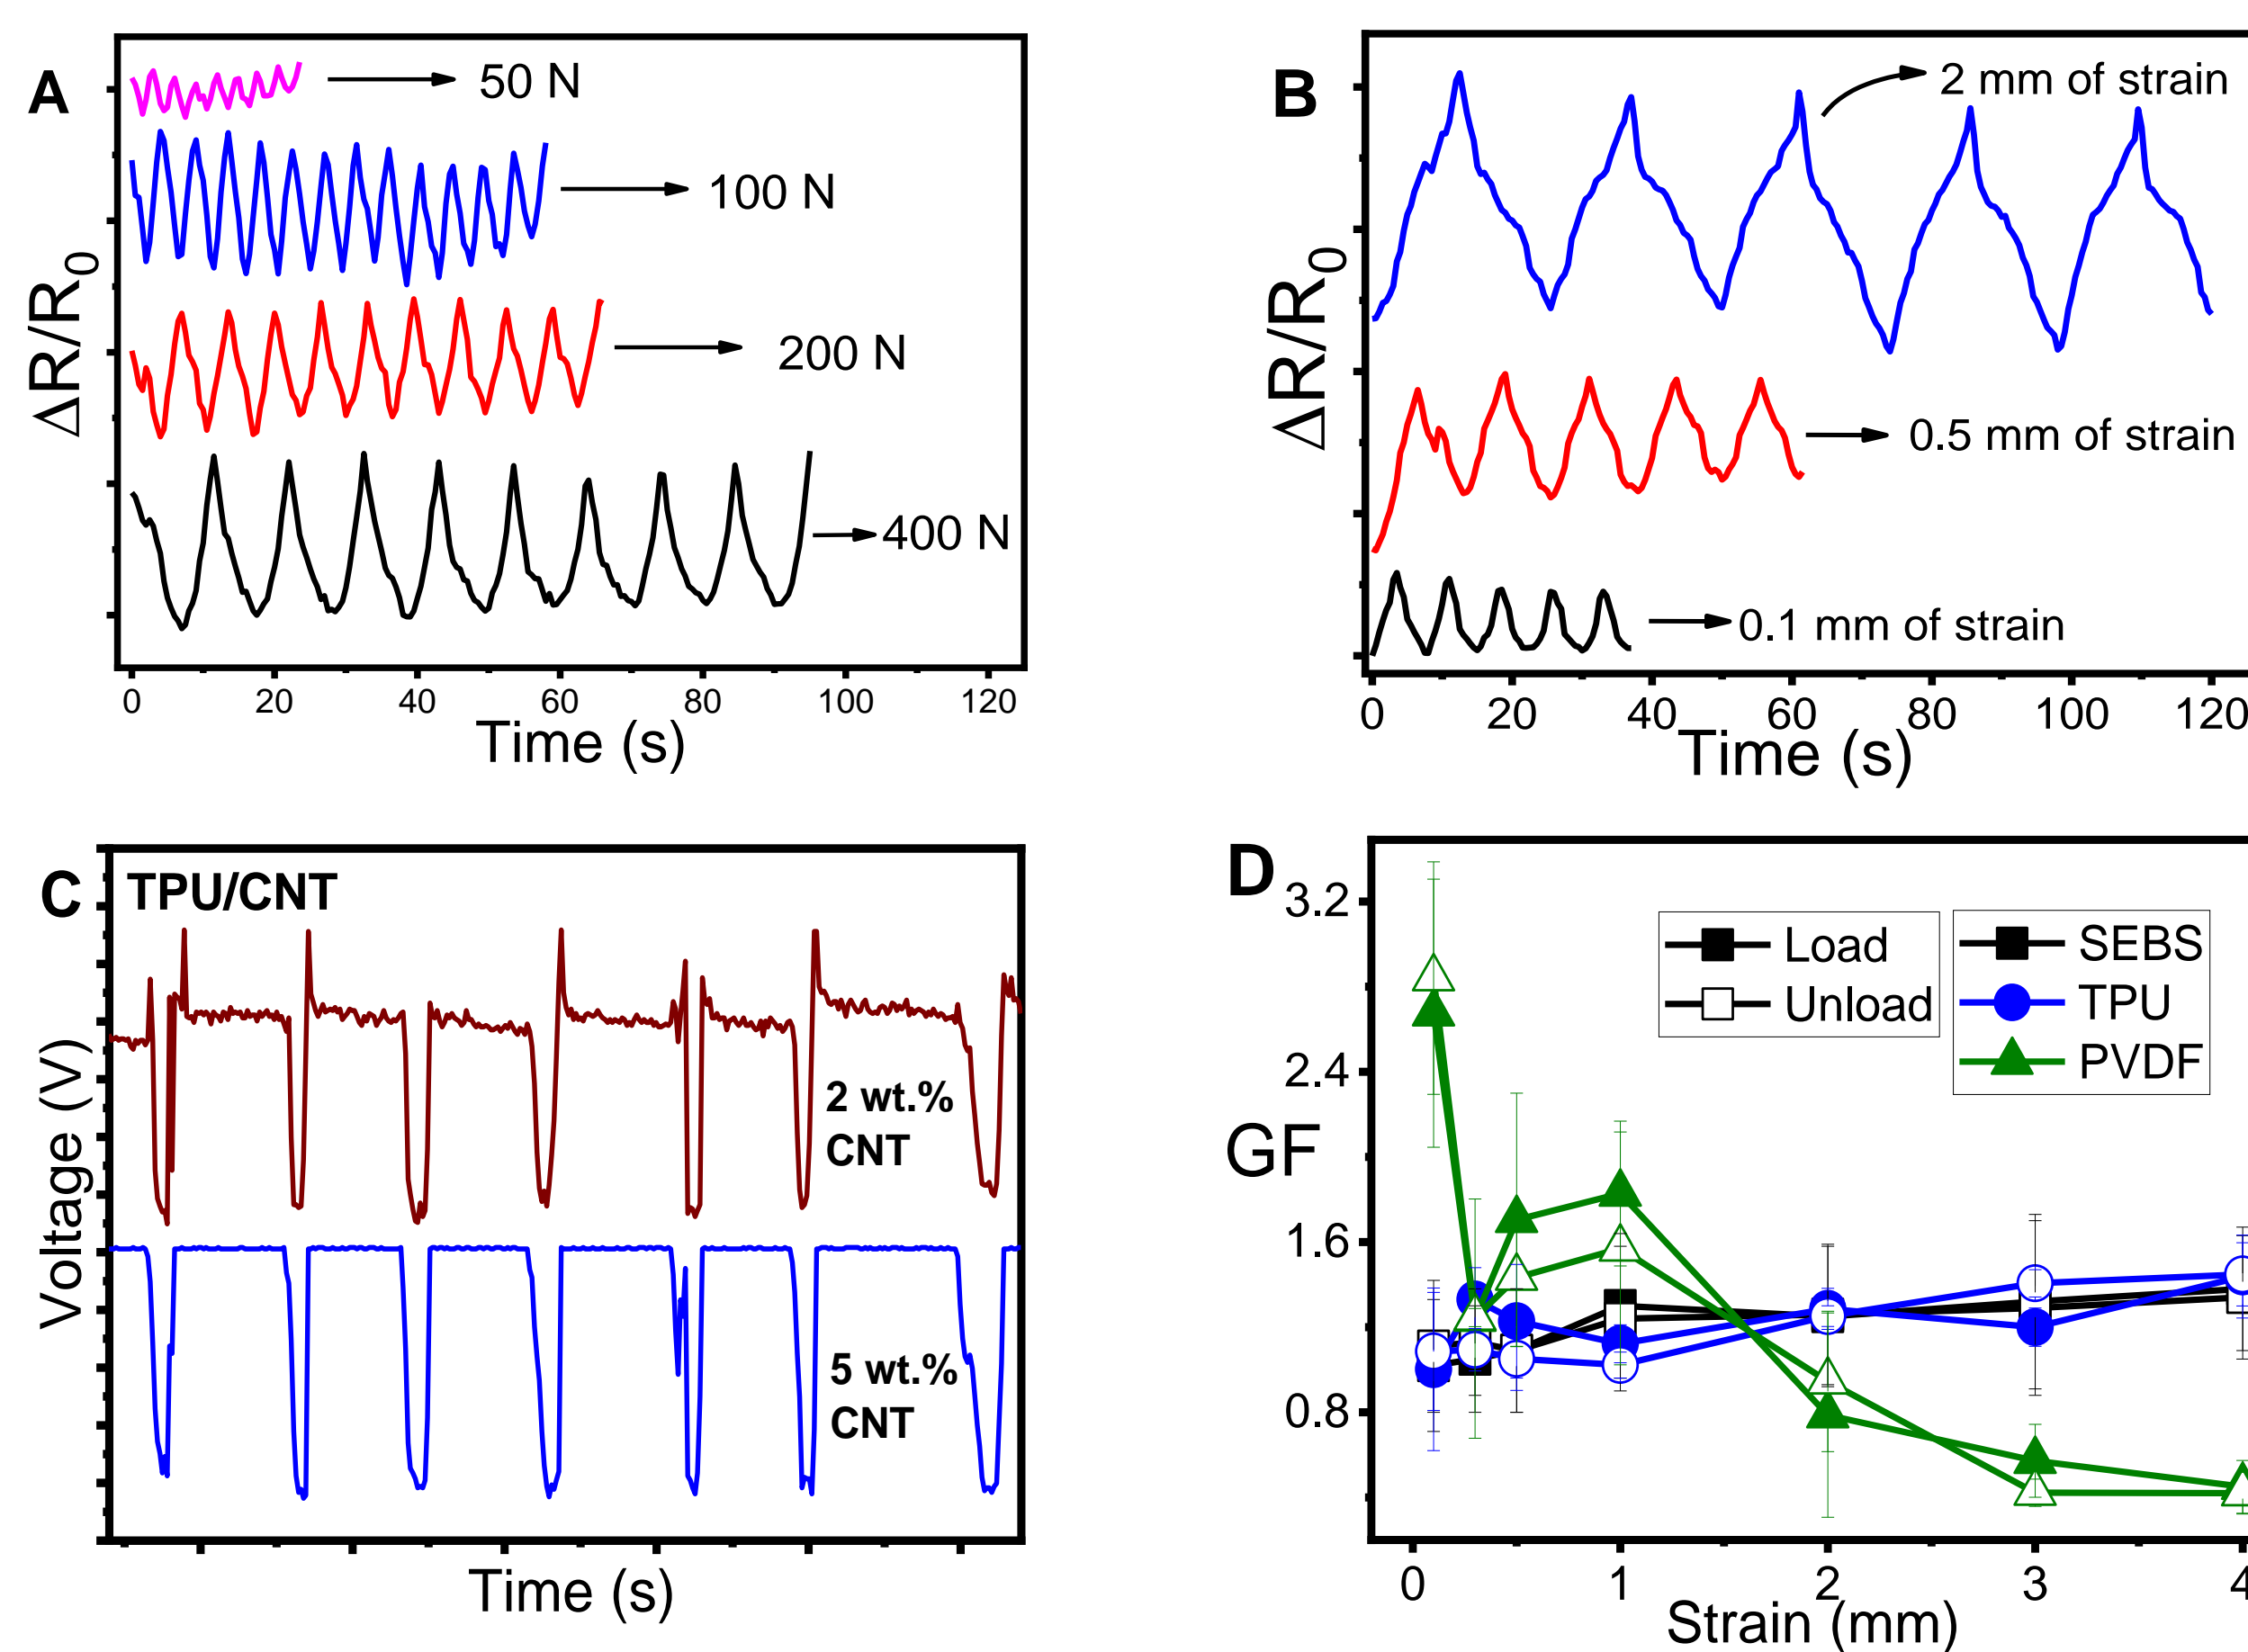 A
50 N
100 N
200 N
400 N
ΔR/R0
0 20 40 60 80 100 120
Time (s)
B
2 mm of strain
0.5 mm of strain
0.1 mm of strain
ΔR/R0
0 20 40 60 80 100 120
Time (s)
C
TPU/CNT
2 wt.%
CNT
5 wt.%
CNT
Voltage (V)
Time (s)
D
Load
Unload
SEBS
TPU
PVDF
3.2
2.4
1.6
0.8
GF
0 1 2 3 4
Strain (mm)